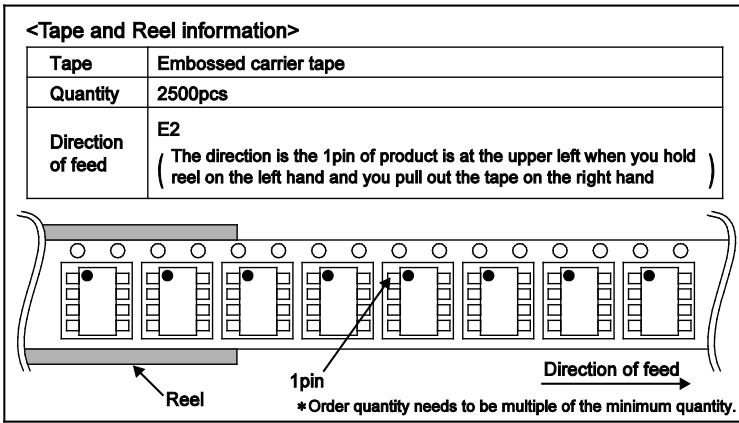 <Tape and Reel information>
Tape Embossed carrier tape
Quantity 2500pcs
Direction of feed E2
( The direction is the 1pin of product is at the upper left when you hold
reel on the left hand and you pull out the tape on the right hand )
Direction of feed
1pin
Reel
*Order quantity needs to be multiple of the minimum quantity.